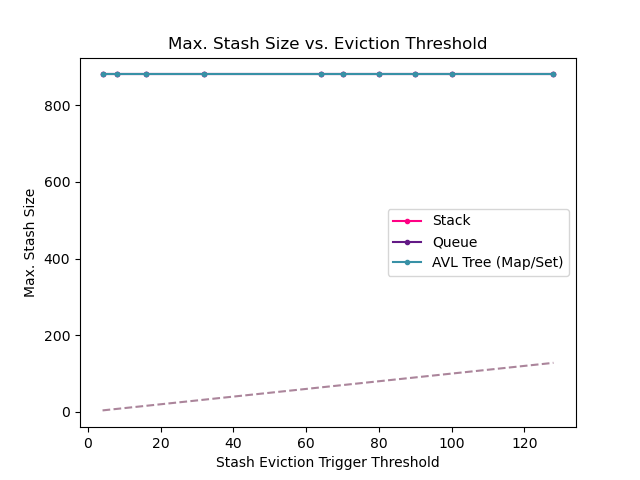 Max. Stash Size vs. Eviction Threshold
Max. Stash Size
800
600
400
200
0
Stack
Queue
AVL Tree (Map/Set)
0 20 40 60 80 100 120
Stash Eviction Trigger Threshold